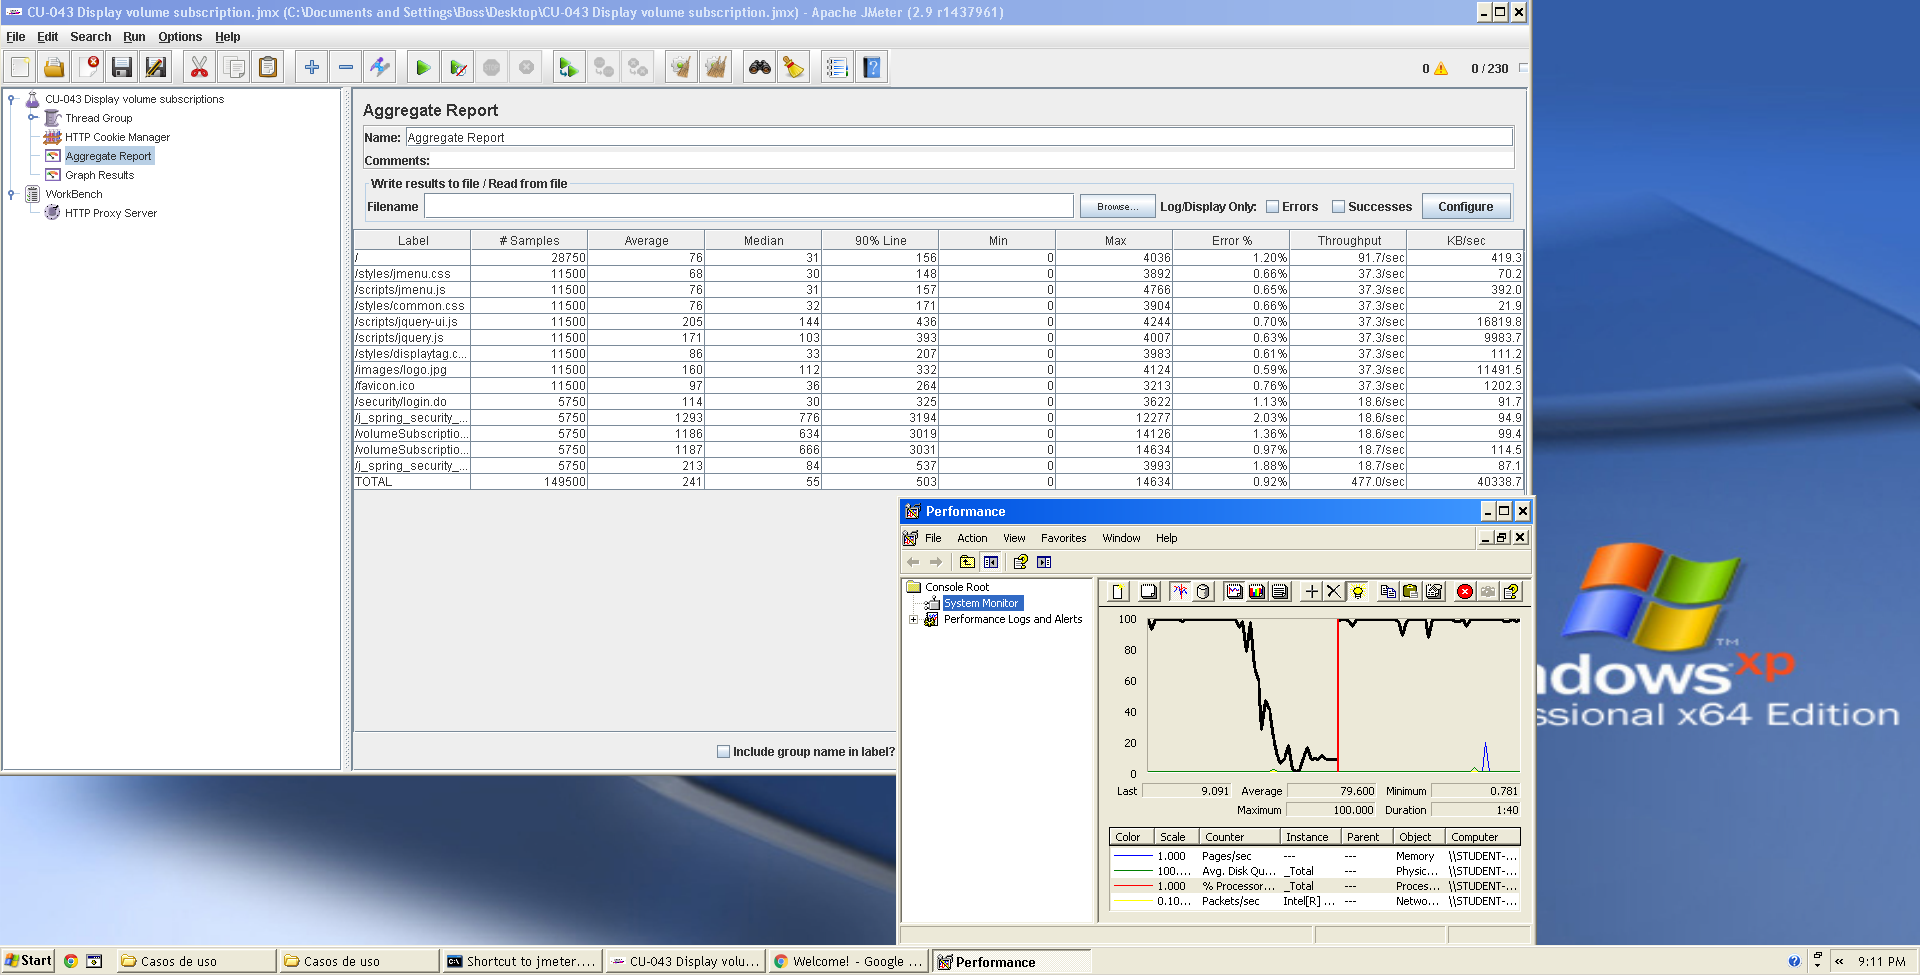 CU-043 Display volume subscription.jmx (C:\Documents and Settings\Boss\Desktop\CU-043 Display volume subscription.jmx) - Apache JMeter (2.9 r1437961)
File Edit Search Run Options Help
0 0 / 230
CU-043 Display volume subscriptions
Thread Group
HTTP Cookie Manager
Aggregate Report
Graph Results
WorkBench
HTTP Proxy Server
Aggregate Report
Name: Aggregate Report
Comments:
Write results to file / Read from file
Filename Browse... Log/Display Only: Errors Successes Configure
Label # Samples Average Median 90% Line Min Max Error % Throughput KB/sec
/ 28750 76 31 156 0 4036 1.20% 91.7/sec 419.3
/styles/jmenu.css 11500 68 30 148 0 3892 0.66% 37.3/sec 70.2
/scripts/jmenu.js 11500 76 31 157 0 4766 0.65% 37.3/sec 392.0
/styles/common.css 11500 76 32 171 0 3904 0.66% 37.3/sec 21.9
/scripts/jquery-ui.js 11500 205 144 436 0 4244 0.70% 37.3/sec 16819.8
/scripts/jquery.js 11500 171 103 393 0 4007 0.63% 37.3/sec 9983.7
/styles/displaytag.c... 11500 86 33 207 0 3983 0.61% 37.3/sec 111.2
/images/logo.jpg 11500 160 112 332 0 4124 0.59% 37.3/sec 11491.5
/favicon.ico 11500 97 36 264 0 3213 0.76% 37.3/sec 1202.3
/security/login.do 5750 114 30 325 0 3622 1.13% 18.6/sec 91.7
/j_spring_security_... 5750 1293 776 3194 0 12277 2.03% 18.6/sec 94.9
/volumeSubscriptio... 5750 1186 634 3019 0 14126 1.36% 18.6/sec 99.4
/volumeSubscriptio... 5750 1187 666 3031 0 14634 0.97% 18.7/sec 114.5
/j_spring_security_... 5750 213 84 537 0 3993 1.88% 18.7/sec 87.1
TOTAL 149500 241 55 503 0 14634 0.92% 477.0/sec 40338.7
Include group name in label?
Performance
File Action View Favorites Window Help
Console Root
System Monitor
Performance Logs and Alerts
100
80
60
40
20
0
Last 9.091 Average 79.600 Minimum 0.781
Maximum 100.000 Duration 1:40
Color Scale Counter Instance Parent Object Computer
1.000 Pages/sec --- --- Memory \\STUDENT-...
100.... Avg. Disk Qu... _Total --- Physic... \\STUDENT-...
1.000 % Processor... _Total --- Proces... \\STUDENT-...
0.10... Packets/sec Intel[R] ... --- Netwo... \\STUDENT-...
ndows xp
TM
ssional x64 Edition
Start Casos de uso Casos de uso Shortcut to jmeter.... CU-043 Display volu... Welcome! - Google ... Performance « 9:11 PM